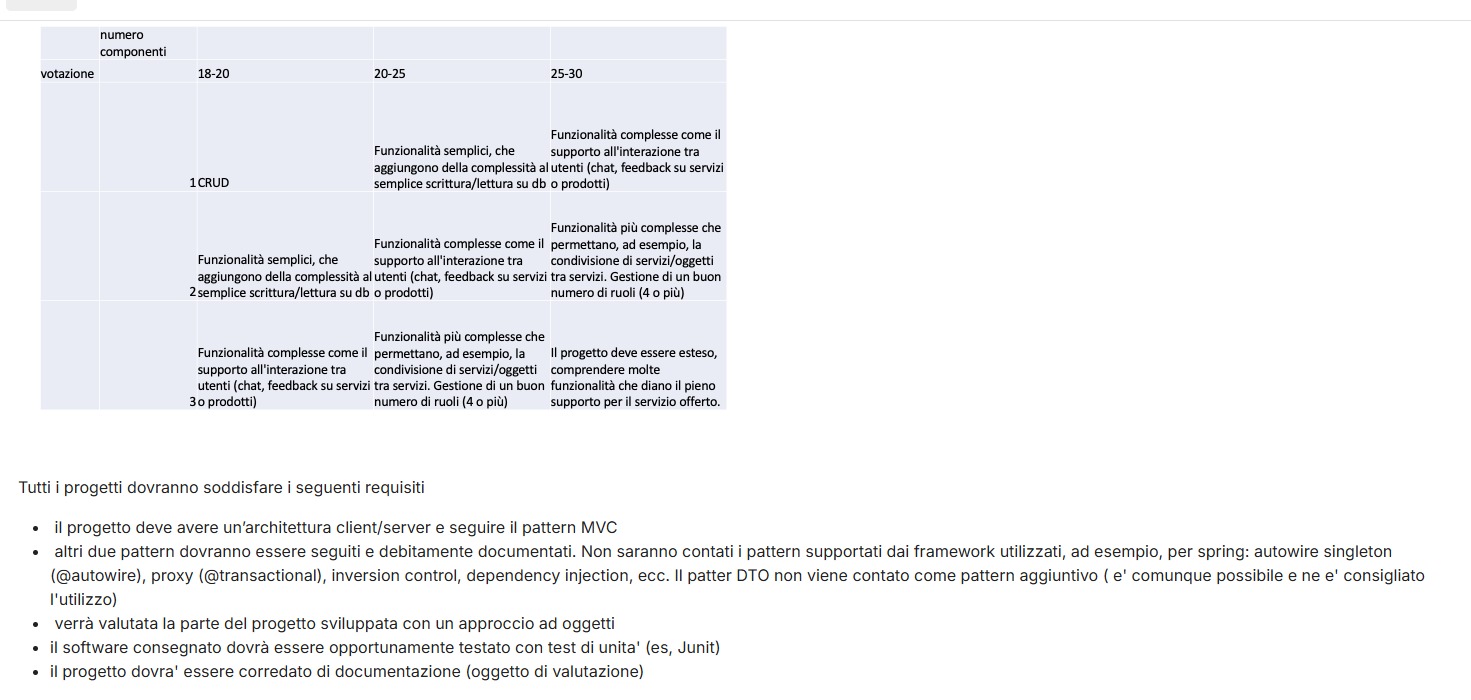 numero
componenti
votazione 18-20 20-25 25-30
1 CRUD
Funzionalità semplici, che
aggiungono della complessità al
semplice scrittura/lettura su db
Funzionalità complesse come il
supporto all'interazione tra
utenti (chat, feedback su servizi
o prodotti)
2
Funzionalità semplici, che
aggiungono della complessità al
semplice scrittura/lettura su db
Funzionalità complesse come il
supporto all'interazione tra
utenti (chat, feedback su servizi
o prodotti)
Funzionalità più complesse che
permettano, ad esempio, la
condivisione di servizi/oggetti
tra servizi. Gestione di un buon
numero di ruoli (4 o più)
3
Funzionalità complesse come il
supporto all'interazione tra
utenti (chat, feedback su servizi
o prodotti)
Funzionalità più complesse che
permettano, ad esempio, la
condivisione di servizi/oggetti
tra servizi. Gestione di un buon
numero di ruoli (4 o più)
Il progetto deve essere esteso,
comprendere molte
funzionalità che diano il pieno
supporto per il servizio offerto.
Tutti i progetti dovranno soddisfare i seguenti requisiti
• il progetto deve avere un’architettura client/server e seguire il pattern MVC
• altri due pattern dovranno essere seguiti e debitamente documentati. Non saranno contati i pattern supportati dai framework utilizzati, ad esempio, per spring: autowire singleton
(@autowire), proxy (@transactional), inversion control, dependency injection, ecc. Il patter DTO non viene contato come pattern aggiuntivo ( e' comunque possibile e ne e' consigliato
l'utilizzo)
• verrà valutata la parte del progetto sviluppata con un approccio ad oggetti
• il software consegnato dovrà essere opportunamente testato con test di unita' (es, Junit)
• il progetto dovra' essere corredato di documentazione (oggetto di valutazione)